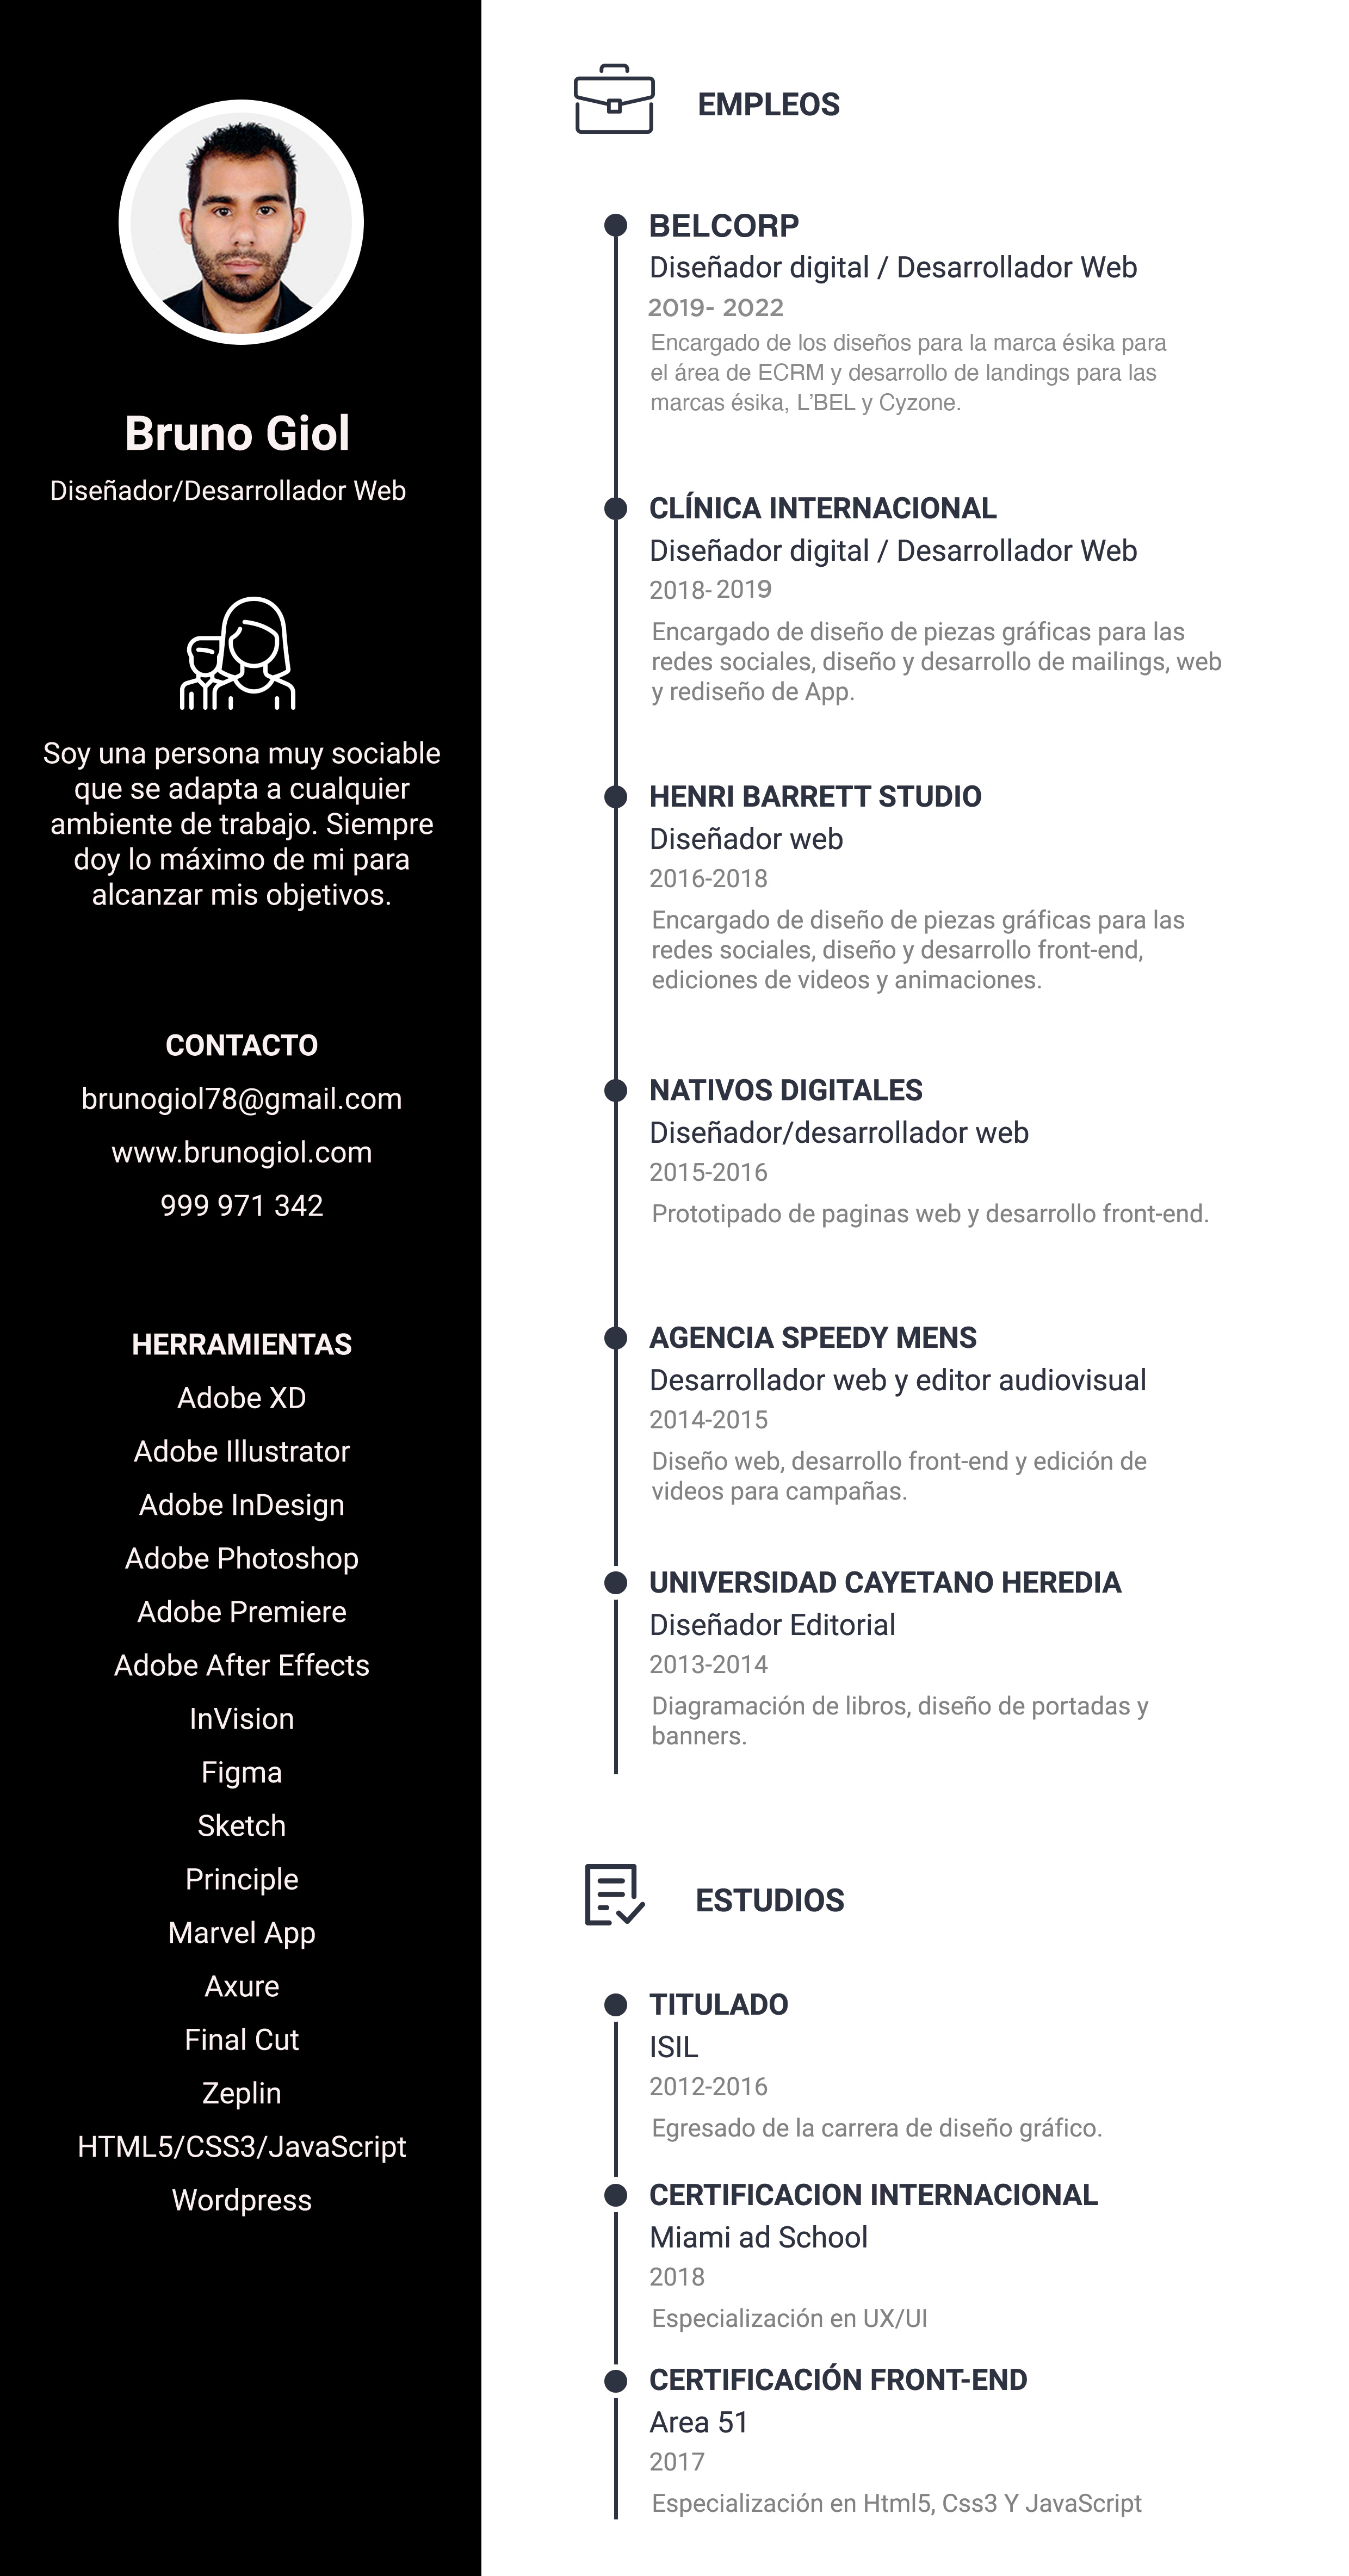 Bruno Giol
Diseñador/Desarrollador Web
Soy una persona muy sociable
que se adapta a cualquier
ambiente de trabajo. Siempre
doy lo máximo de mi para
alcanzar mis objetivos.
CONTACTO
brunogiol78@gmail.com
www.brunogiol.com
999 971 342
HERRAMIENTAS
Adobe XD
Adobe Illustrator
Adobe InDesign
Adobe Photoshop
Adobe Premiere
Adobe After Effects
InVision
Figma
Sketch
Principle
Marvel App
Axure
Final Cut
Zeplin
HTML5/CSS3/JavaScript
Wordpress
EMPLEOS
BELCORP
Diseñador digital / Desarrollador Web
2019- 2022
Encargado de los diseños para la marca ésika para
el área de ECRM y desarrollo de landings para las
marcas ésika, L’BEL y Cyzone.
CLÍNICA INTERNACIONAL
Diseñador digital / Desarrollador Web
2018- 2019
Encargado de diseño de piezas gráficas para las
redes sociales, diseño y desarrollo de mailings, web
y rediseño de App.
HENRI BARRETT STUDIO
Diseñador web
2016-2018
Encargado de diseño de piezas gráficas para las
redes sociales, diseño y desarrollo front-end,
ediciones de videos y animaciones.
NATIVOS DIGITALES
Diseñador/desarrollador web
2015-2016
Prototipado de paginas web y desarrollo front-end.
AGENCIA SPEEDY MENS
Desarrollador web y editor audiovisual
2014-2015
Diseño web, desarrollo front-end y edición de
videos para campañas.
UNIVERSIDAD CAYETANO HEREDIA
Diseñador Editorial
2013-2014
Diagramación de libros, diseño de portadas y
banners.
ESTUDIOS
TITULADO
ISIL
2012-2016
Egresado de la carrera de diseño gráfico.
CERTIFICACION INTERNACIONAL
Miami ad School
2018
Especialización en UX/UI
CERTIFICACIÓN FRONT-END
Area 51
2017
Especialización en Html5, Css3 Y JavaScript